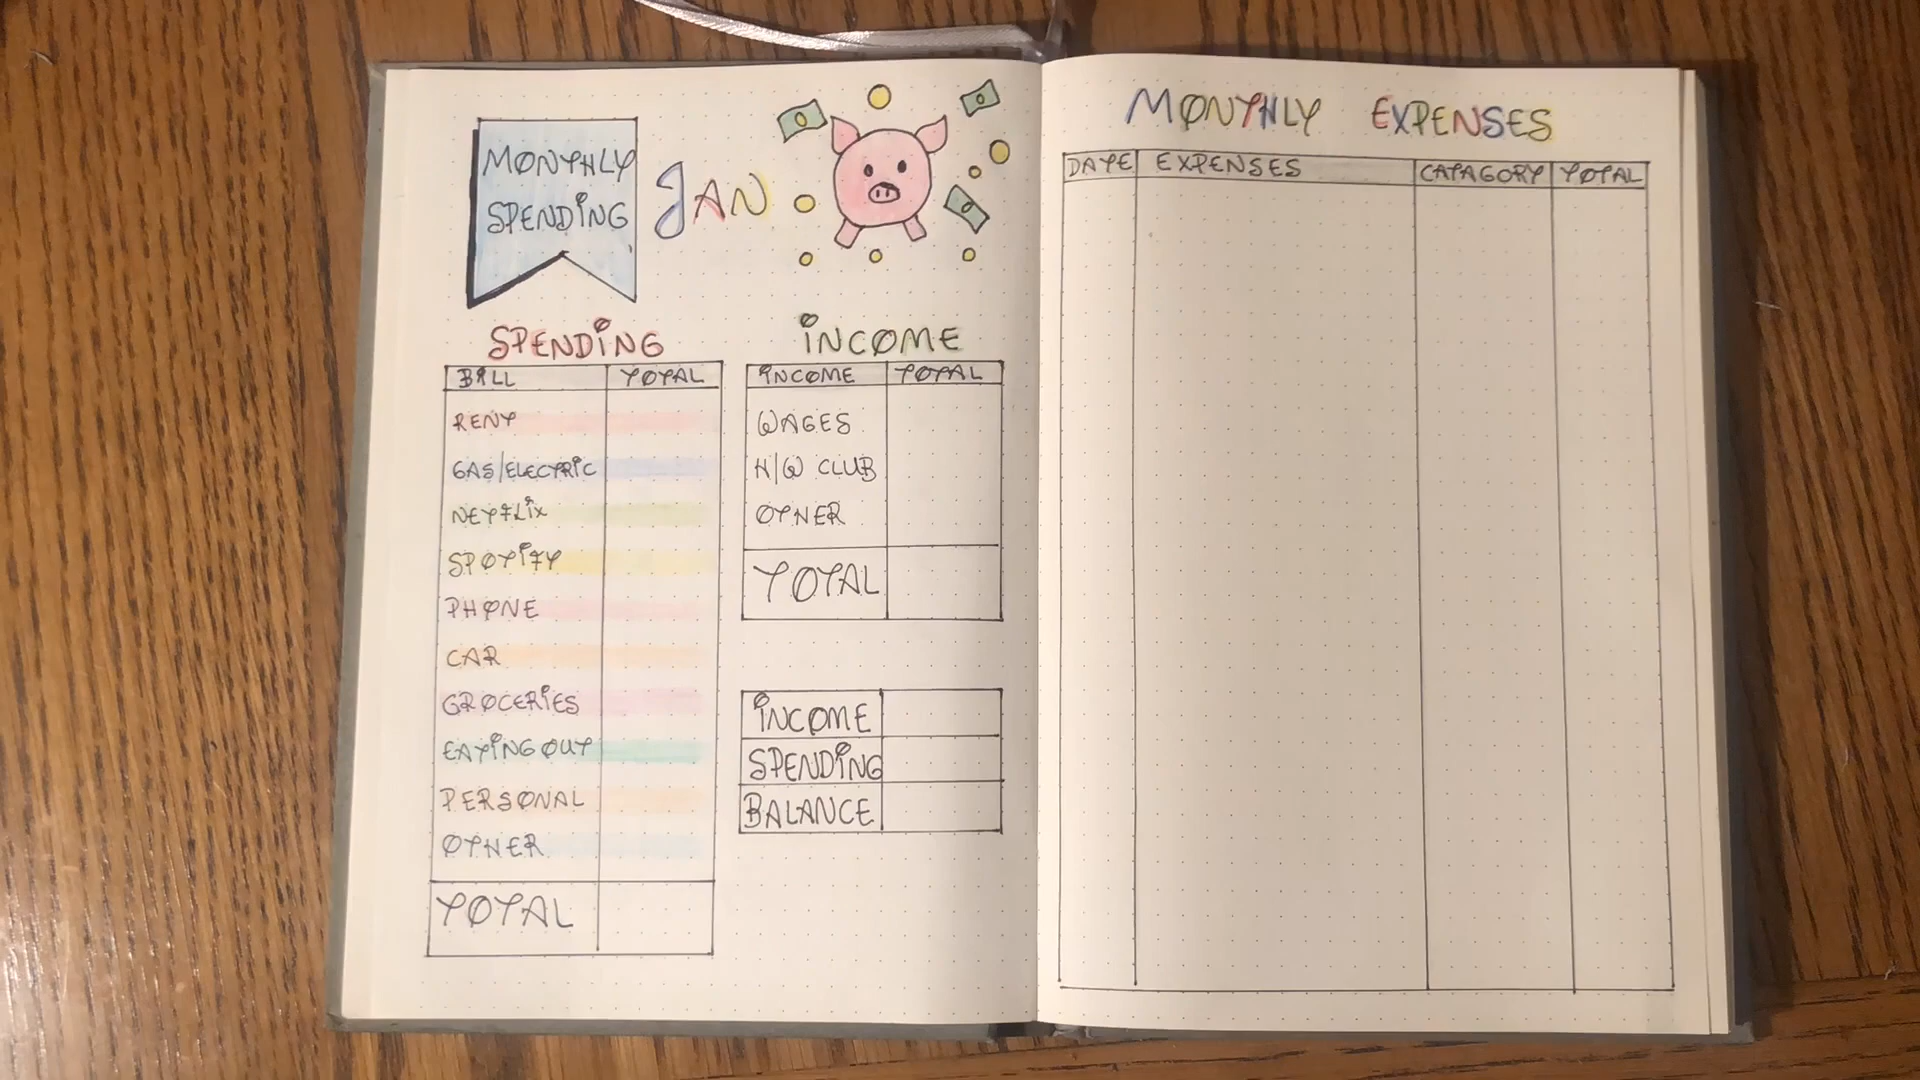 MONTHLY
SPENDING
JAN
SPENDING
BILL TOTAL
RENT
GAS/ELECTRIC
NETFLIX
SPOTIFY
PHONE
CAR
GROCERIES
EATING OUT
PERSONAL
OTHER
TOTAL
INCOME
INCOME TOTAL
WAGES
H/W CLUB
OTHER
TOTAL
INCOME
SPENDING
BALANCE
MONTHLY EXPENSES
DATE EXPENSES CATAGORY TOTAL